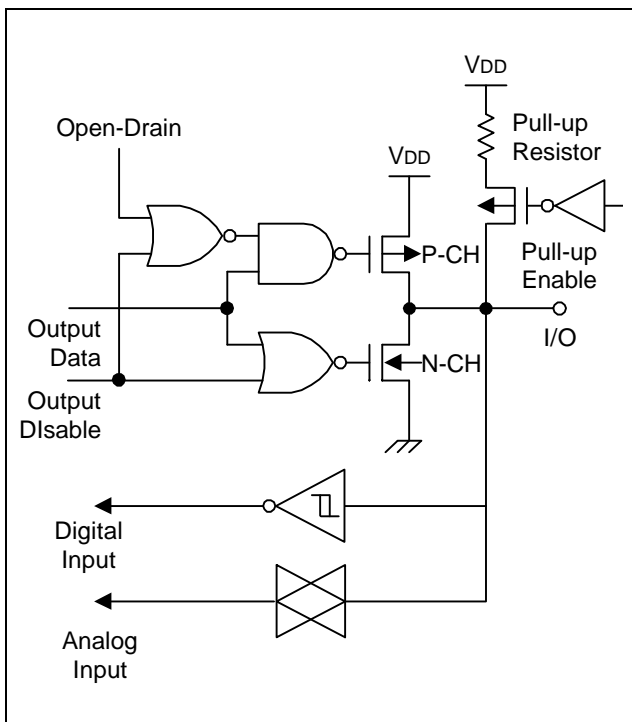 VDD
Pull-up
Resistor
Open-Drain
VDD
P-CH
Pull-up
Enable
Output
Data
I/O
N-CH
Output
DIsable
Digital
Input
Analog
Input